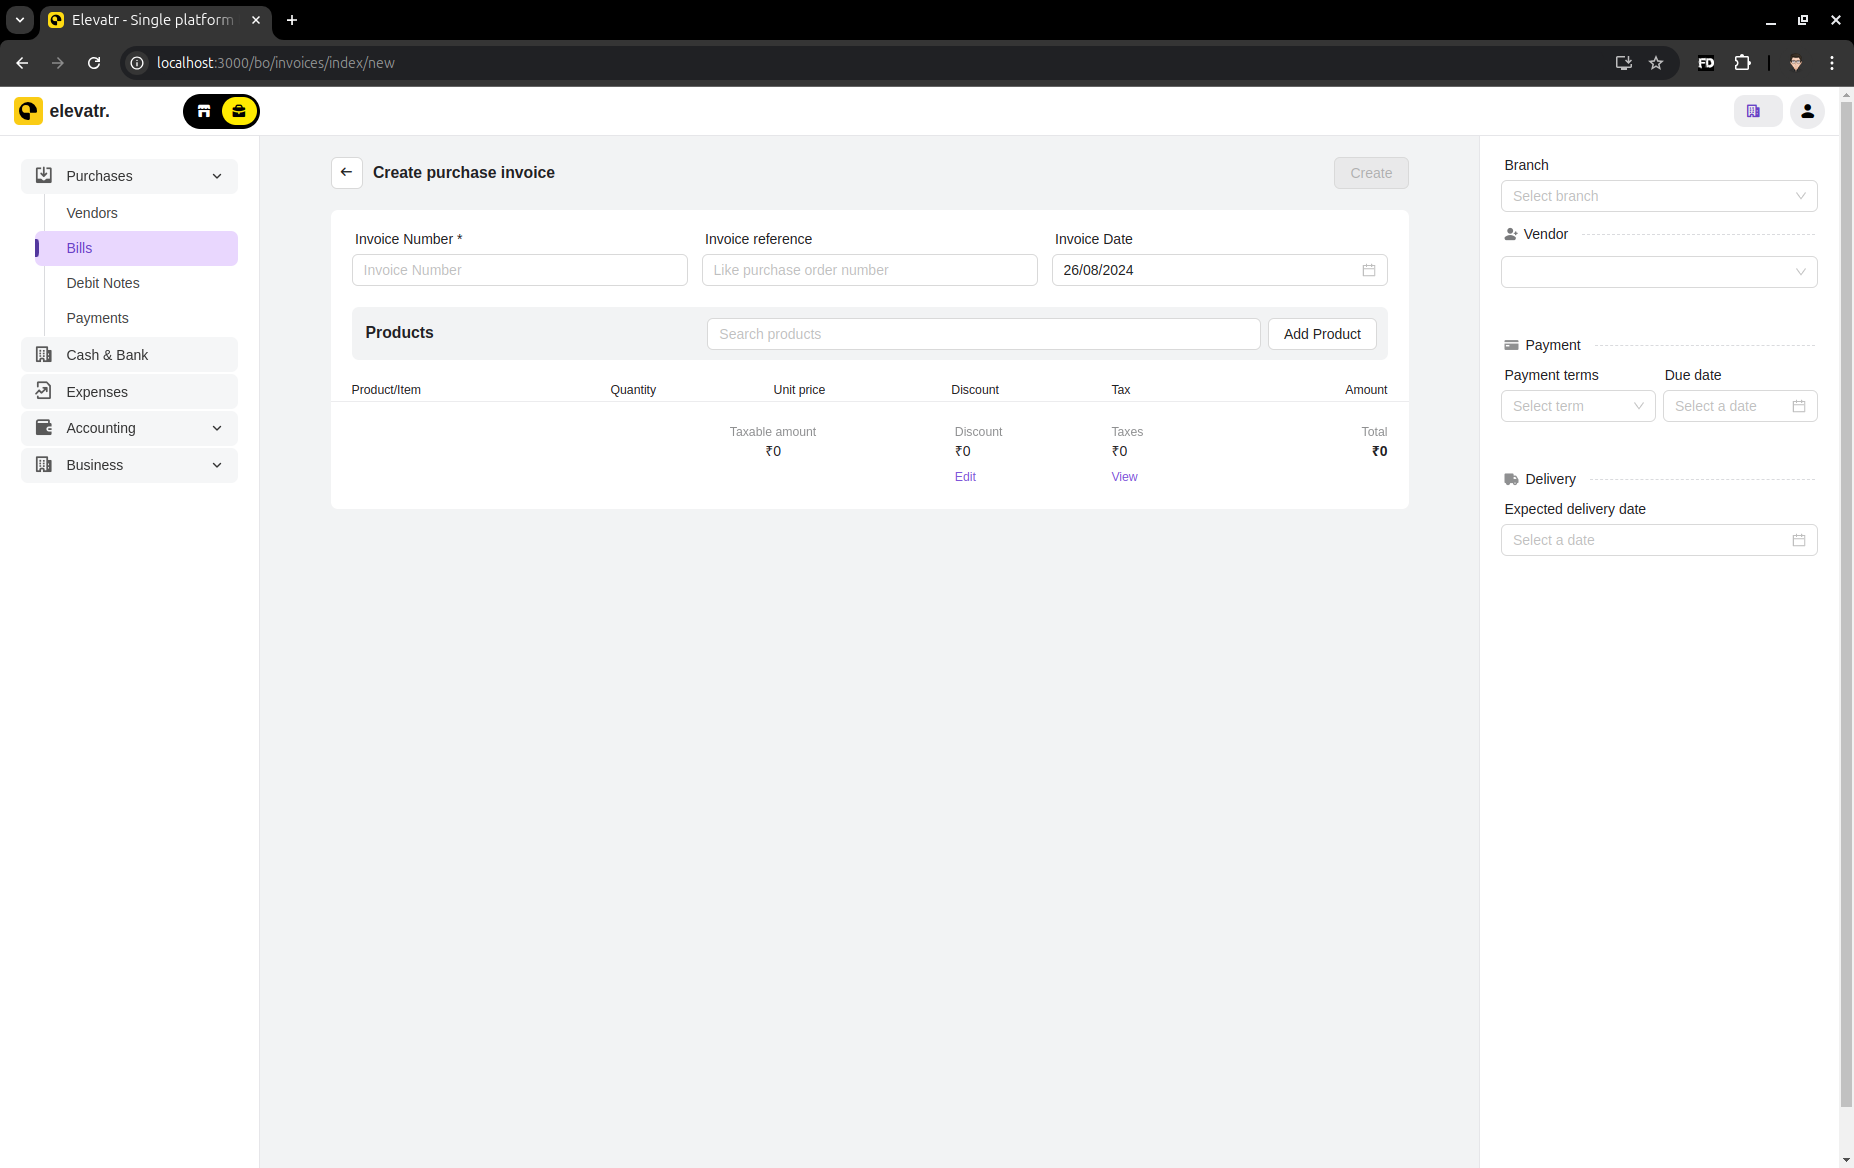 Elevatr - Single platform
localhost:3000/bo/invoices/index/new
FD
elevatr.
Purchases
Vendors
Bills
Debit Notes
Payments
Cash & Bank
Expenses
Accounting
Business
Create purchase invoice
Create
Invoice Number *
Invoice reference
Invoice Date
Invoice Number
Like purchase order number
26/08/2024
Products
Search products
Add Product
Product/Item Quantity Unit price Discount Tax Amount
Taxable amount Discount Taxes Total
₹0 ₹0 ₹0 ₹0
Edit View
Branch
Select branch
Vendor
Payment
Payment terms Due date
Select term Select a date
Delivery
Expected delivery date
Select a date